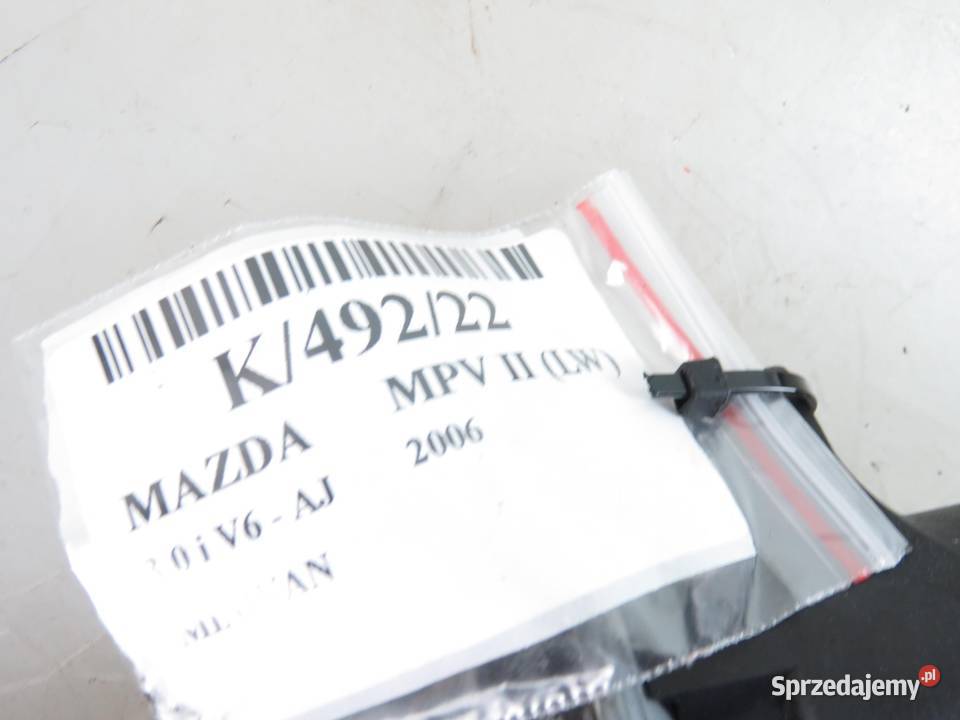 K/492/22
MAZDA MPV II (LW)
0 i V6 - AJ 2006
Sprzedajemy.pl